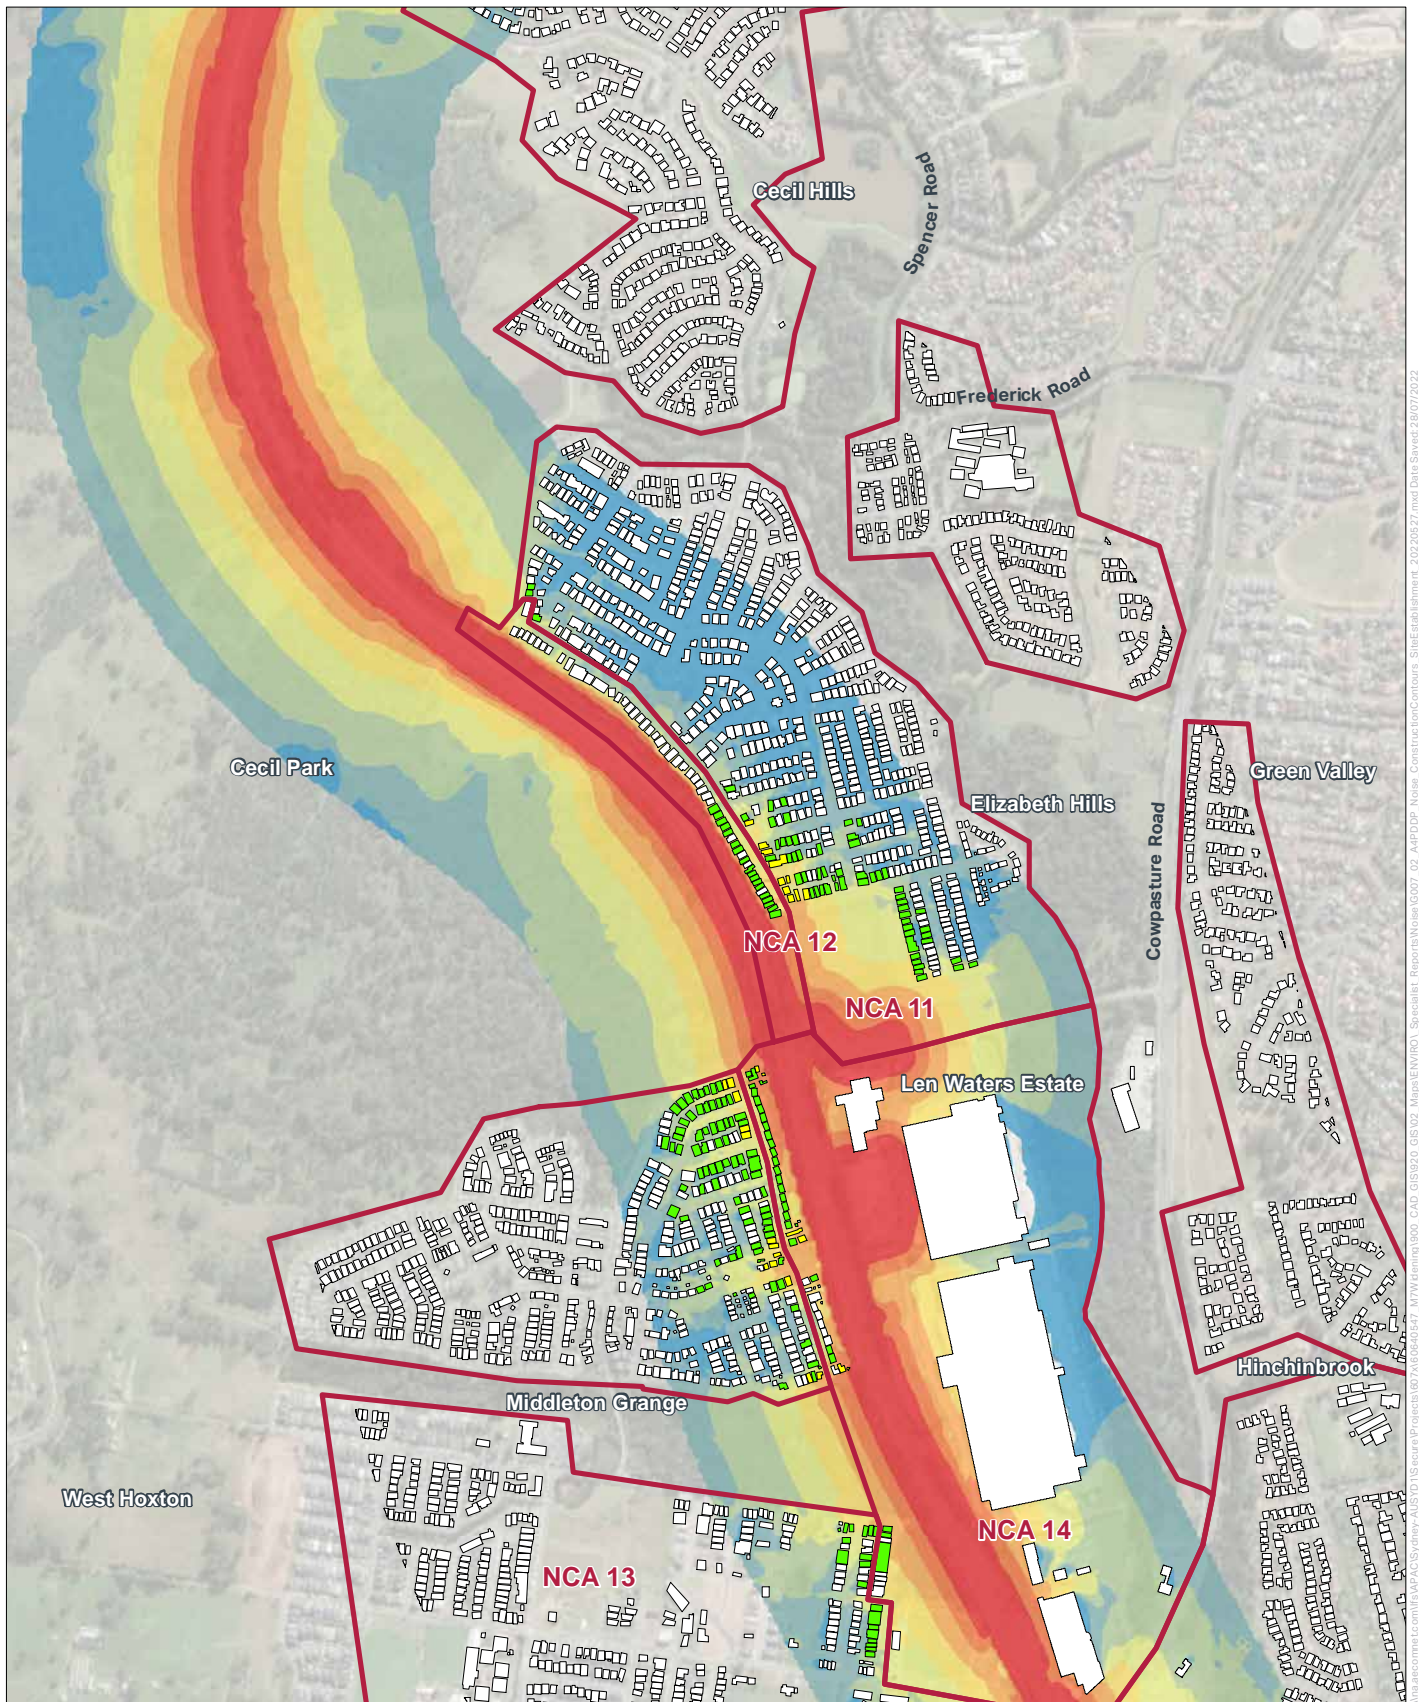 Cecil Hills
Spencer Road
Frederick Road
Cecil Park
Green Valley
Elizabeth Hills
Cowpasture Road
NCA 12
NCA 11
Len Waters Estate
Hinchinbrook
Middleton Grange
West Hoxton
NCA 14
NCA 13